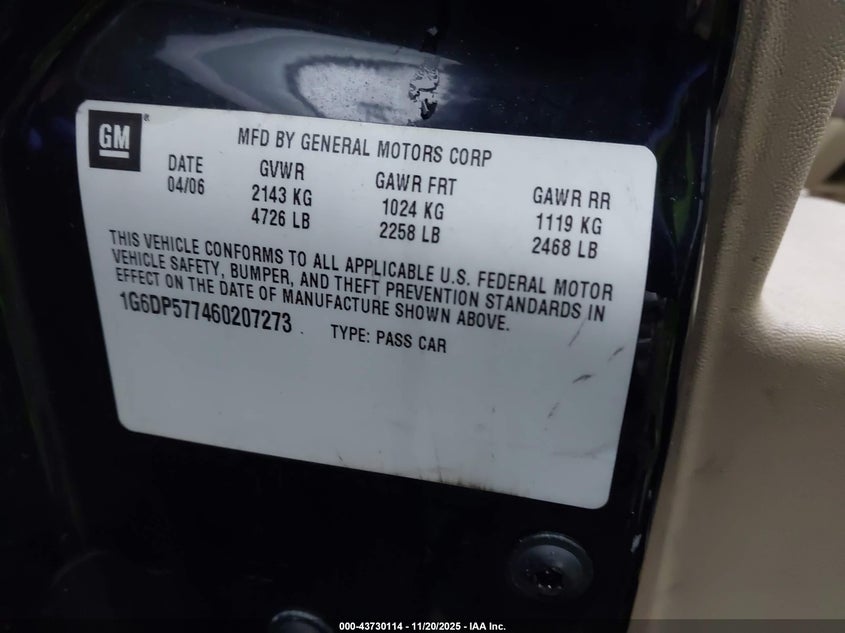 GM
MFD BY GENERAL MOTORS CORP
DATE GVWR GAWR FRT GAWR RR
04/06 2143 KG 1024 KG 1119 KG
4726 LB 2258 LB 2468 LB
THIS VEHICLE CONFORMS TO ALL APPLICABLE U.S. FEDERAL MOTOR
VEHICLE SAFETY, BUMPER, AND THEFT PREVENTION STANDARDS IN
EFFECT ON THE DATE OF MANUFACTURE SHOWN ABOVE.
1G6DP577460207273 TYPE: PASS CAR
000-43730114 - 11/20/2025 - IAA Inc.